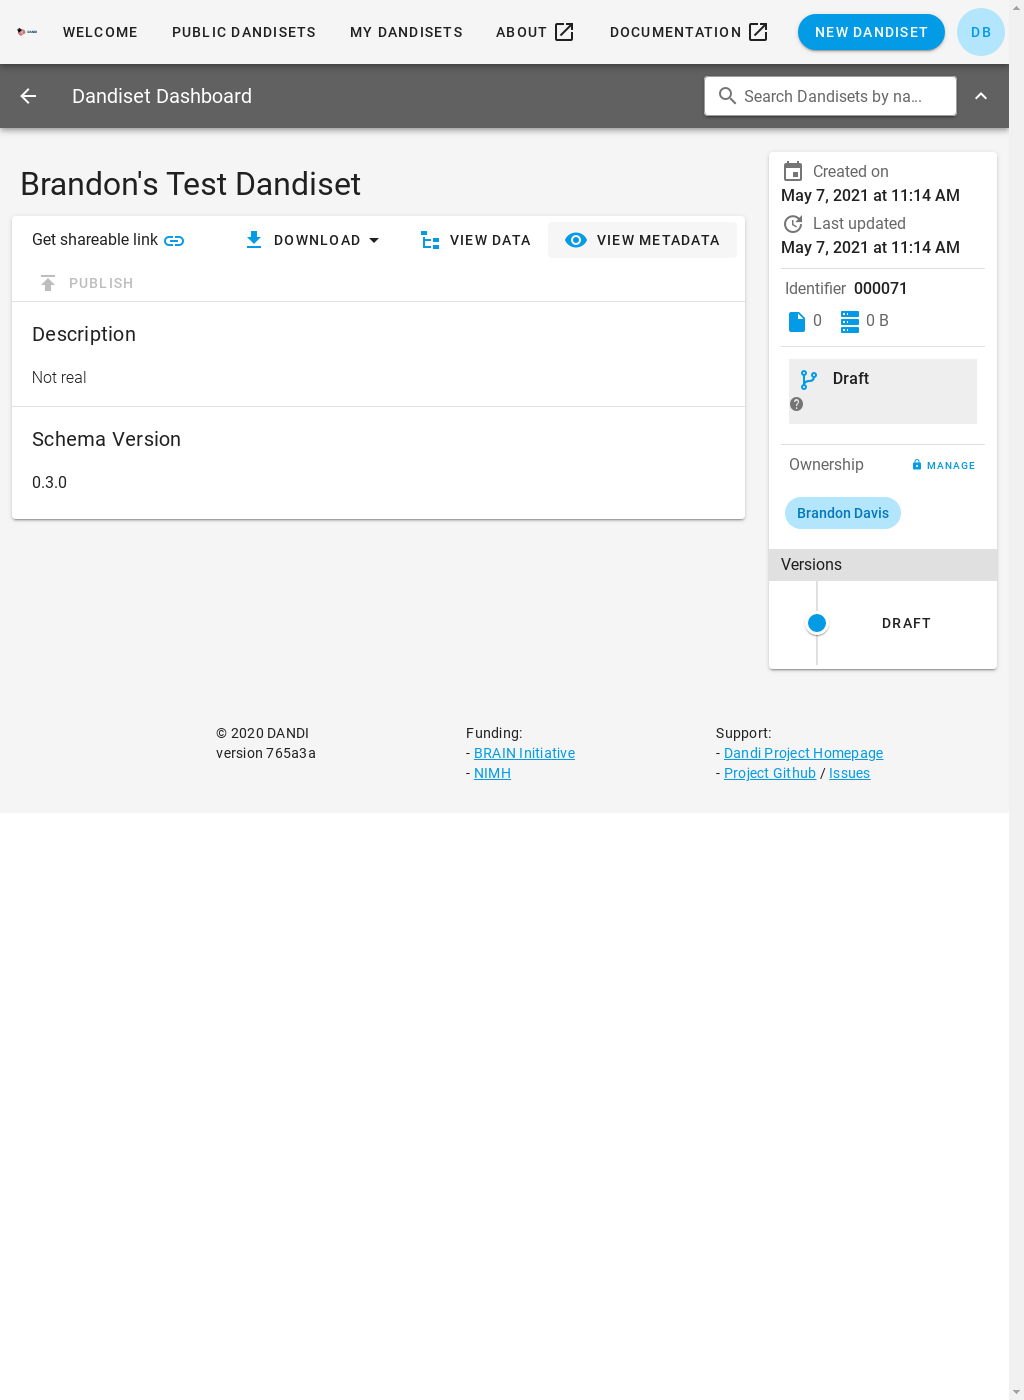 WELCOME PUBLIC DANDISETS MY DANDISETS ABOUT DOCUMENTATION NEW DANDISET DB
Dandiset Dashboard Search Dandisets by na...
Brandon's Test Dandiset
Get shareable link DOWNLOAD VIEW DATA VIEW METADATA
PUBLISH
Description
Not real
Schema Version
0.3.0
Created on
May 7, 2021 at 11:14 AM
Last updated
May 7, 2021 at 11:14 AM
Identifier 000071
0 0 B
Draft
Ownership MANAGE
Brandon Davis
Versions
DRAFT
© 2020 DANDI
version 765a3a
Funding:
- BRAIN Initiative
- NIMH
Support:
- Dandi Project Homepage
- Project Github / Issues